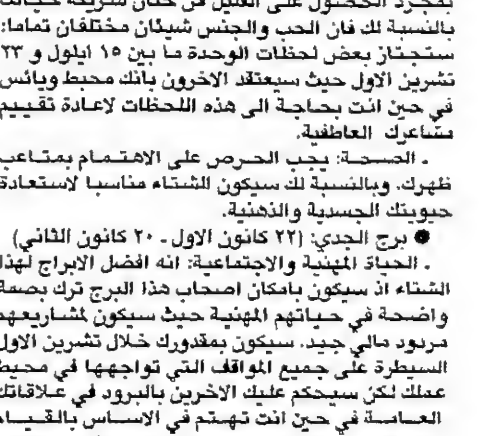 بمجرد الحصول على القليل من حنان شريكة حياتك
بالنسبة لك فان الحب والجنس شيئان مختلفان تماما:
ستجتاز بعض لحظات الوحدة ما بين ١٥ ايلول و ٢٣
تشرين الاول حيث سيعتقد الاخرون بانك محبط ويائس
في حين انت بحاجة الى هذه اللحظات لاعادة تقييم
مشاعرك العاطفية.
. الصحة: يجب الحرص على الاهتمام بمتاعب
ظهرك. وبالنسبة لك سيكون الشتاء مناسبا لاستعادة
حيويتك الجسدية والذهنية.
● برج الجدي: (٢٢ كانون الاول - ٢٠ كانون الثاني)
. الحياة المهنية والاجتماعية: انه افضل الابراج لهذا
الشتاء اذ سيكون بامكان اصحاب هذا البرج ترك بصمة
واضحة في حياتهم المهنية حيث سيكون لمشاريعهم
مردود مالي جيد. سيكون بمقدورك خلال تشرين الاول
السيطرة على جميع المواقف التي تواجهها في محيط
عملك لكن سيحكم عليك الاخرين بالبرود في علاقاتك
العامة في حين انت تهتم في الاساس بالقيام